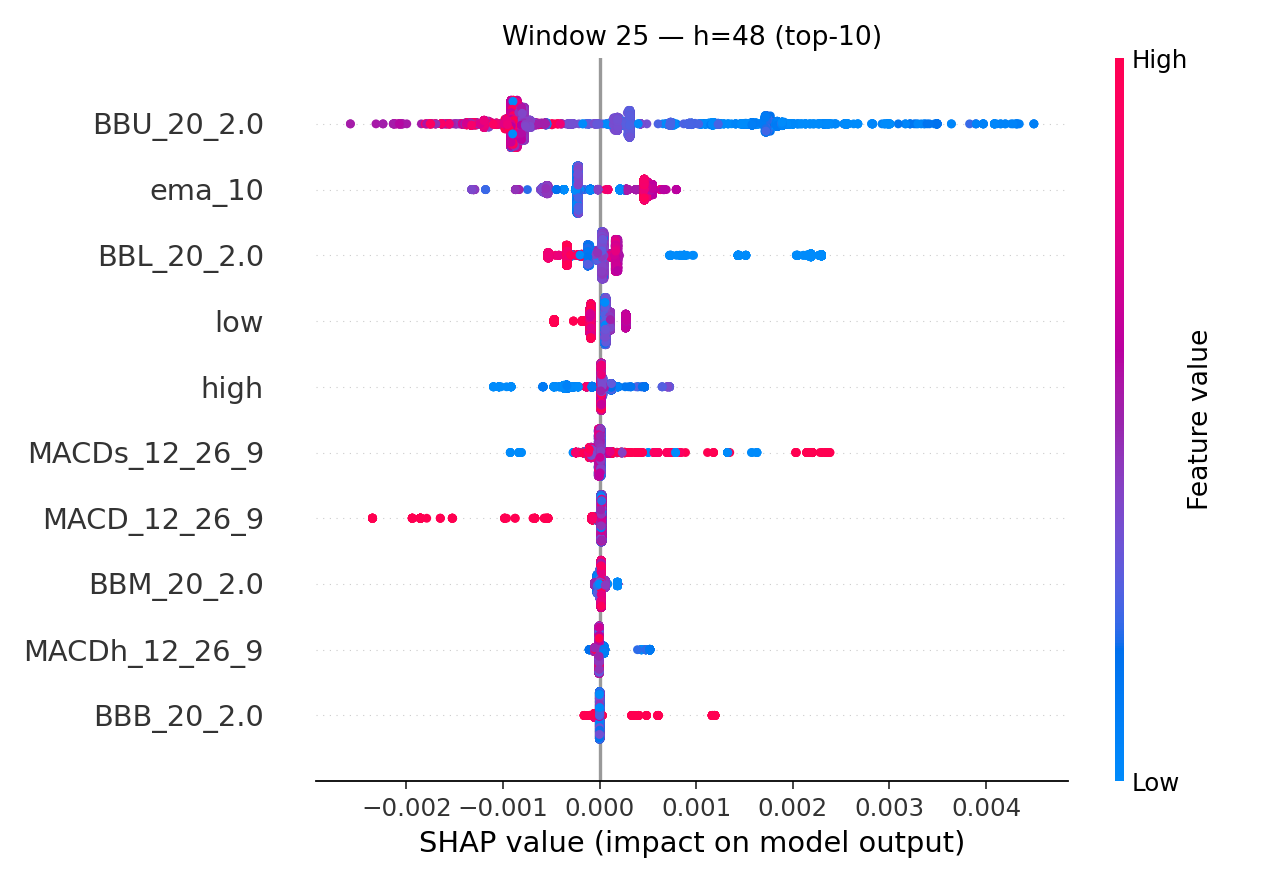 Window 25 — h=48 (top-10)
High
BBU_20_2.0
ema_10
BBL_20_2.0
low
high
MACDs_12_26_9
MACD_12_26_9
BBM_20_2.0
MACDh_12_26_9
BBB_20_2.0
Feature value
Low
−0.002 −0.001 0.000 0.001 0.002 0.003 0.004
SHAP value (impact on model output)